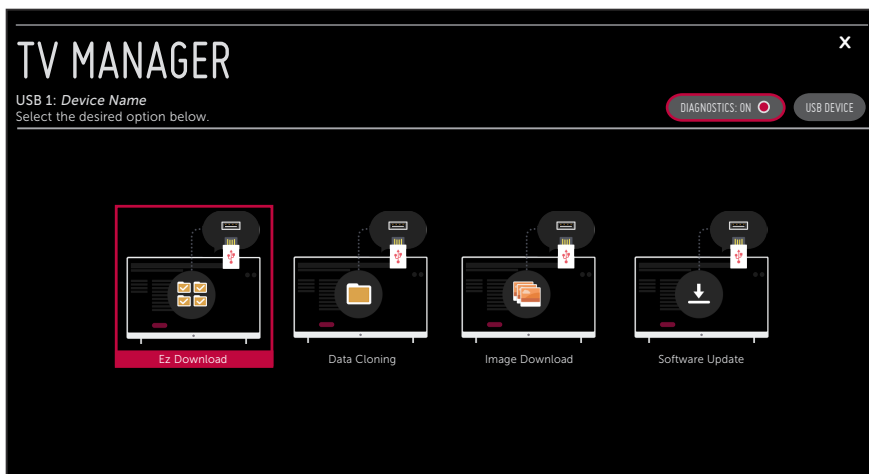 X
TV MANAGER
USB 1: Device Name
Select the desired option below.
DIAGNOSTICS: ON
USB DEVICE
Ez Download
Data Cloning
Image Download
Software Update